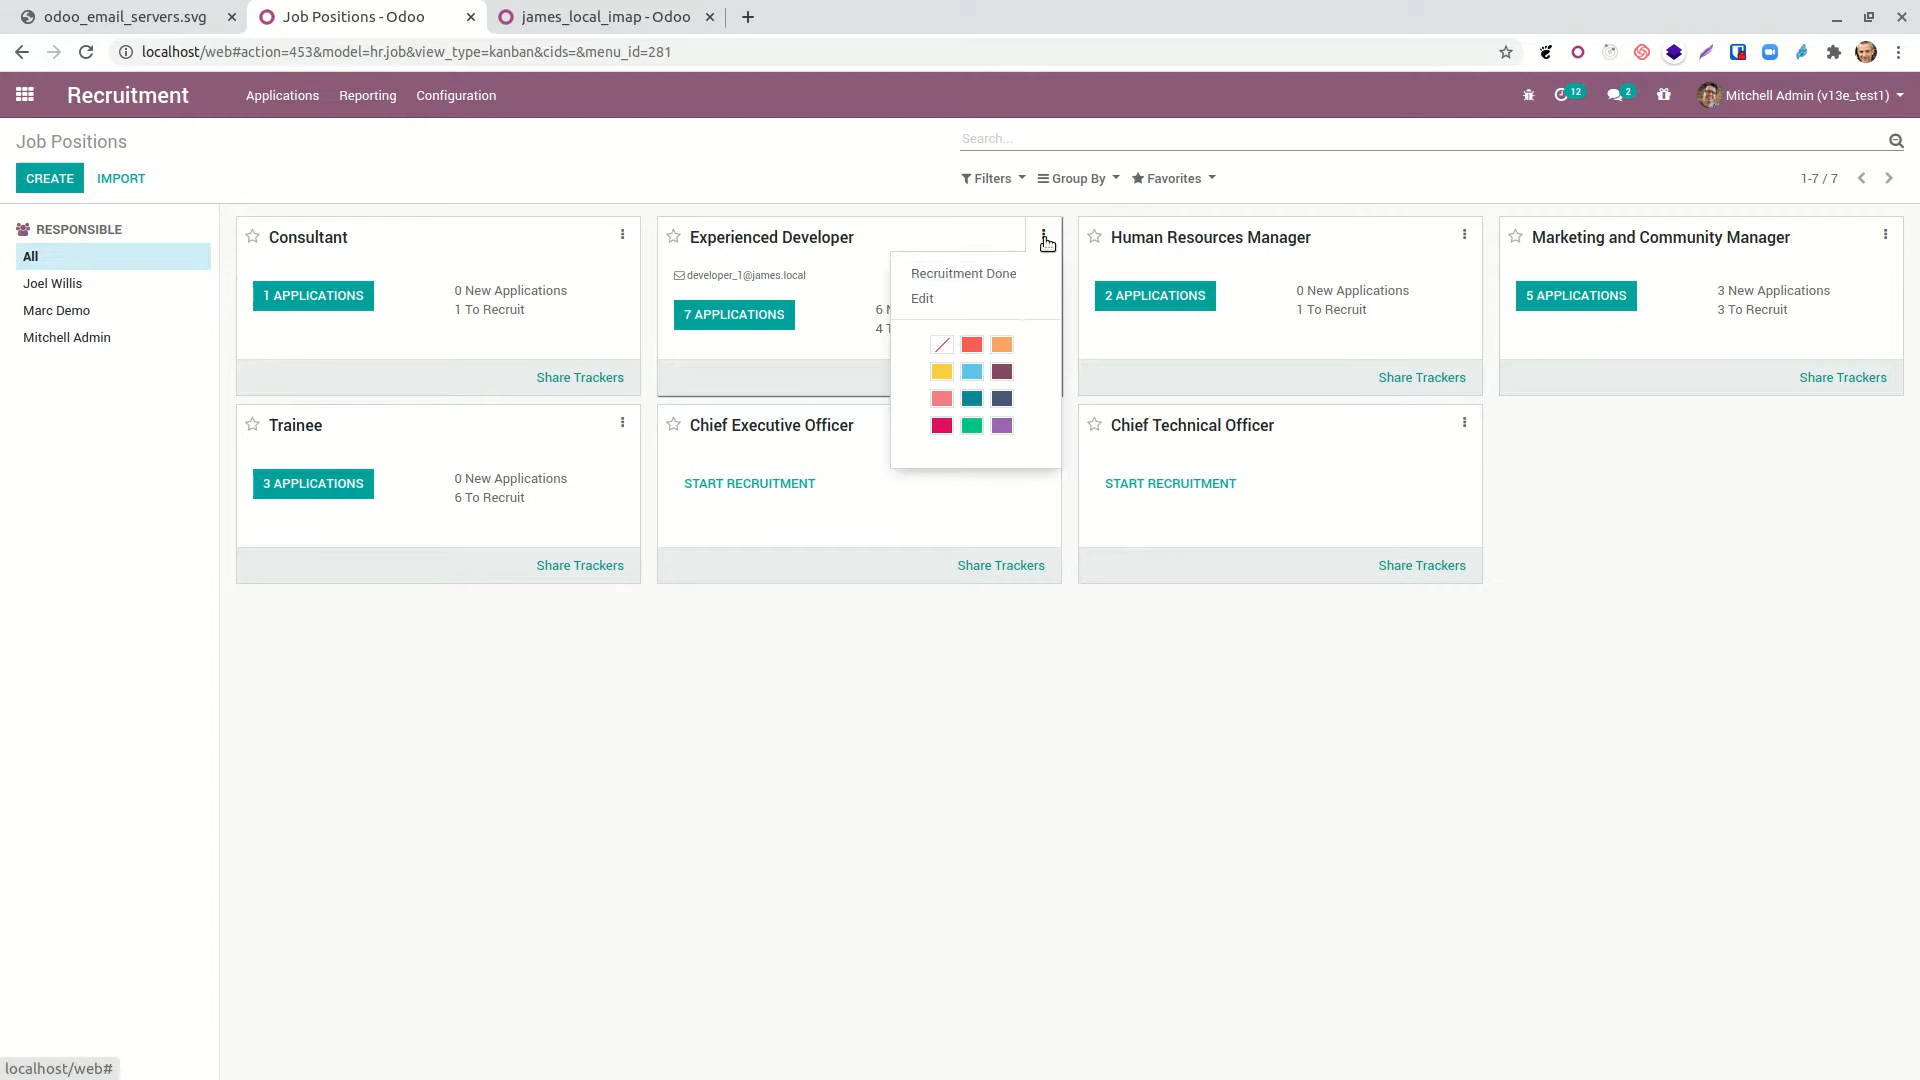 odoo_email_servers.svg
Job Positions - Odoo
james_local_imap - Odoo
localhost/web#action=453&model=hr.job&view_type=kanban&cids=&menu_id=281
Recruitment
Applications
Reporting
Configuration
12
2
Mitchell Admin (v13e_test1)
Job Positions
Search...
CREATE
IMPORT
Filters
Group By
Favorites
1-7 / 7
RESPONSIBLE
All
Joel Willis
Marc Demo
Mitchell Admin
Consultant
1 APPLICATIONS
0 New Applications
1 To Recruit
Share Trackers
Experienced Developer
developer_1@james.local
7 APPLICATIONS
6 N
4 T
Recruitment Done
Edit
Human Resources Manager
2 APPLICATIONS
0 New Applications
1 To Recruit
Share Trackers
Marketing and Community Manager
5 APPLICATIONS
3 New Applications
3 To Recruit
Share Trackers
Trainee
3 APPLICATIONS
0 New Applications
6 To Recruit
Share Trackers
Chief Executive Officer
START RECRUITMENT
Share Trackers
Chief Technical Officer
START RECRUITMENT
Share Trackers
localhost/web#